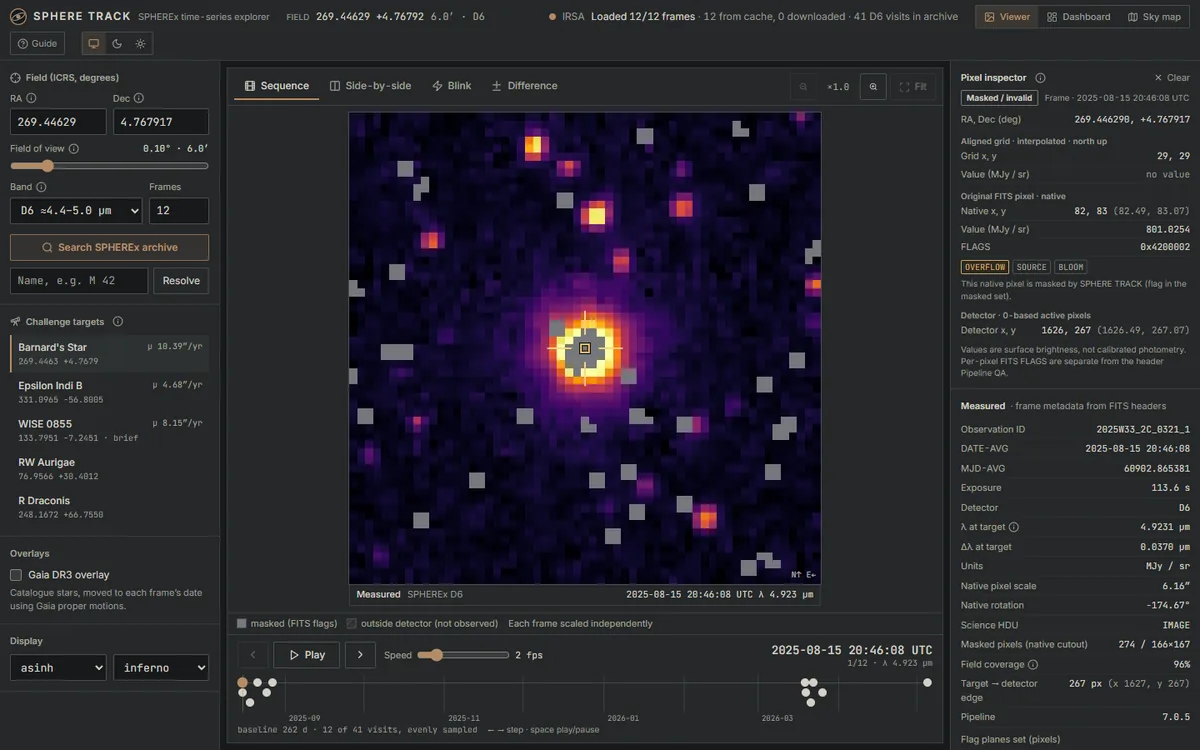 SPHERE TRACK SPHEREx time-series explorer FIELD 269.44629 +4.76792 6.0′ · D6 IRSA Loaded 12/12 frames · 12 from cache, 0 downloaded · 41 D6 visits in archive Viewer Dashboard Sky map
Guide
Field (ICRS, degrees)
RA Dec
269.44629 4.767917
Field of view 0.10° · 6.0′
Band Frames
D6 ≈4.4–5.0 µm 12
Search SPHEREx archive
Name, e.g. M 42 Resolve
Challenge targets
Barnard's Star µ 10.39″/yr
269.4463 +4.7679
Epsilon Indi B µ 4.68″/yr
331.0965 -56.8005
WISE 0855 µ 8.15″/yr
133.7951 -7.2451 · brief
RW Aurigae
76.9566 +30.4012
R Draconis
248.1672 +66.7550
Overlays
Gaia DR3 overlay
Catalogue stars, moved to each frame's date
using Gaia proper motions.
Display
asinh inferno
Sequence Side-by-side Blink Difference ×1.0 Fit
N↑ E←
Measured SPHEREx D6 2025-08-15 20:46:08 UTC λ 4.923 µm
masked (FITS flags) outside detector (not observed) Each frame scaled independently
Play Speed 2 fps 2025-08-15 20:46:08 UTC
1/12 · λ 4.923 µm
2025-09 2025-11 2026-01 2026-03
baseline 262 d · 12 of 41 visits, evenly sampled ←→ step · space play/pause
Pixel inspector Clear
Masked / invalid Frame · 2025-08-15 20:46:08 UTC
RA, Dec (deg) 269.446290, +4.767917
Aligned grid · interpolated · north up
Grid x, y 29, 29
Value (MJy / sr) no value
Original FITS pixel · native
Native x, y 82, 83 (82.49, 83.07)
Value (MJy / sr) 801.0254
FLAGS 0x4200002
OVERFLOW SOURCE BLOOM
This native pixel is masked by SPHERE TRACK (flag in the
masked set).
Detector · 0-based active pixels
Detector x, y 1626, 267 (1626.49, 267.07)
Values are surface brightness, not calibrated photometry.
Per-pixel FITS FLAGS are separate from the header
Pipeline QA.
Measured · frame metadata from FITS headers
Observation ID 2025W33_2C_0321_1
DATE-AVG 2025-08-15 20:46:08
MJD-AVG 60902.865381
Exposure 113.6 s
Detector D6
λ at target 4.9231 µm
Δλ at target 0.0370 µm
Units MJy / sr
Native pixel scale 6.16″
Native rotation -174.67°
Science HDU IMAGE
Masked pixels (native cutout) 274 / 166×167
Field coverage 96%
Target → detector edge 267 px (x 1627, y 267)
Pipeline 7.0.5
Flag planes set (pixels)